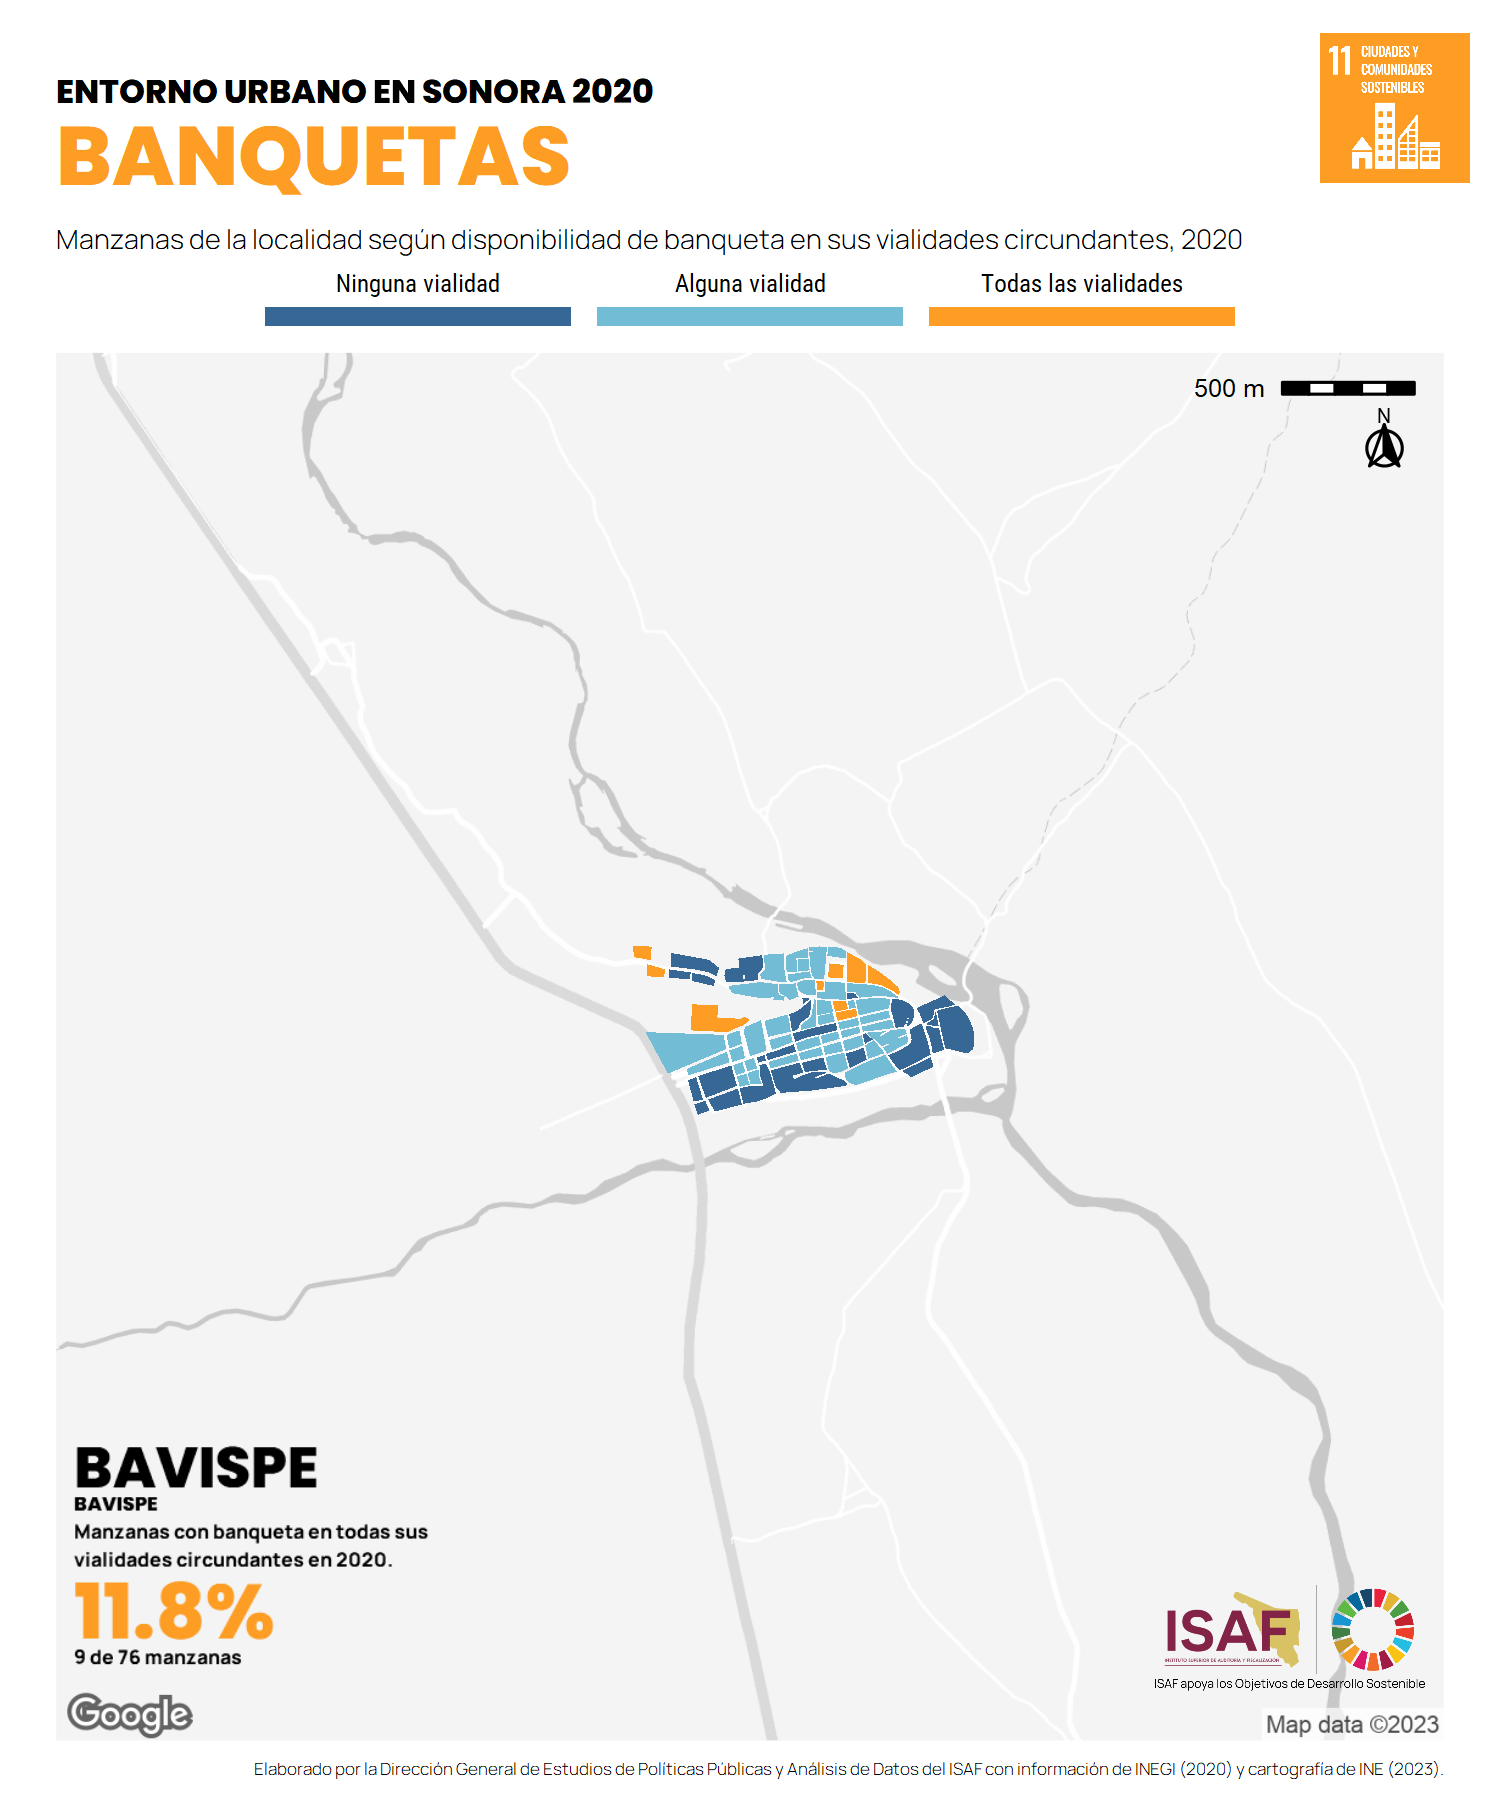 ENTORNO URBANO EN SONORA 2020
BANQUETAS
11 CIUDADES Y
COMUNIDADES
SOSTENIBLES
Manzanas de la localidad según disponibilidad de banqueta en sus vialidades circundantes, 2020
Ninguna vialidad
Alguna vialidad
Todas las vialidades
500 m
N
BAVISPE
BAVISPE
Manzanas con banqueta en todas sus
vialidades circundantes en 2020.
11.8%
9 de 76 manzanas
Google
ISAF
INSTITUTO SUPERIOR DE AUDITORÍA Y FISCALIZACIÓN
ISAF apoya los Objetivos de Desarrollo Sostenible
Map data ©2023
Elaborado por la Dirección General de Estudios de Políticas Públicas y Análisis de Datos del ISAF con información de INEGI (2020) y cartografía de INE (2023).